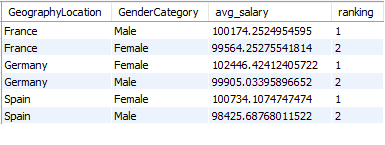 GeographyLocation GenderCategory avg_salary ranking
France Male 100174.2524954595 1
France Female 99564.25275541814 2
Germany Female 102446.42412405722 1
Germany Male 99905.03395896652 2
Spain Female 100734.1074747474 1
Spain Male 98425.68768011522 2